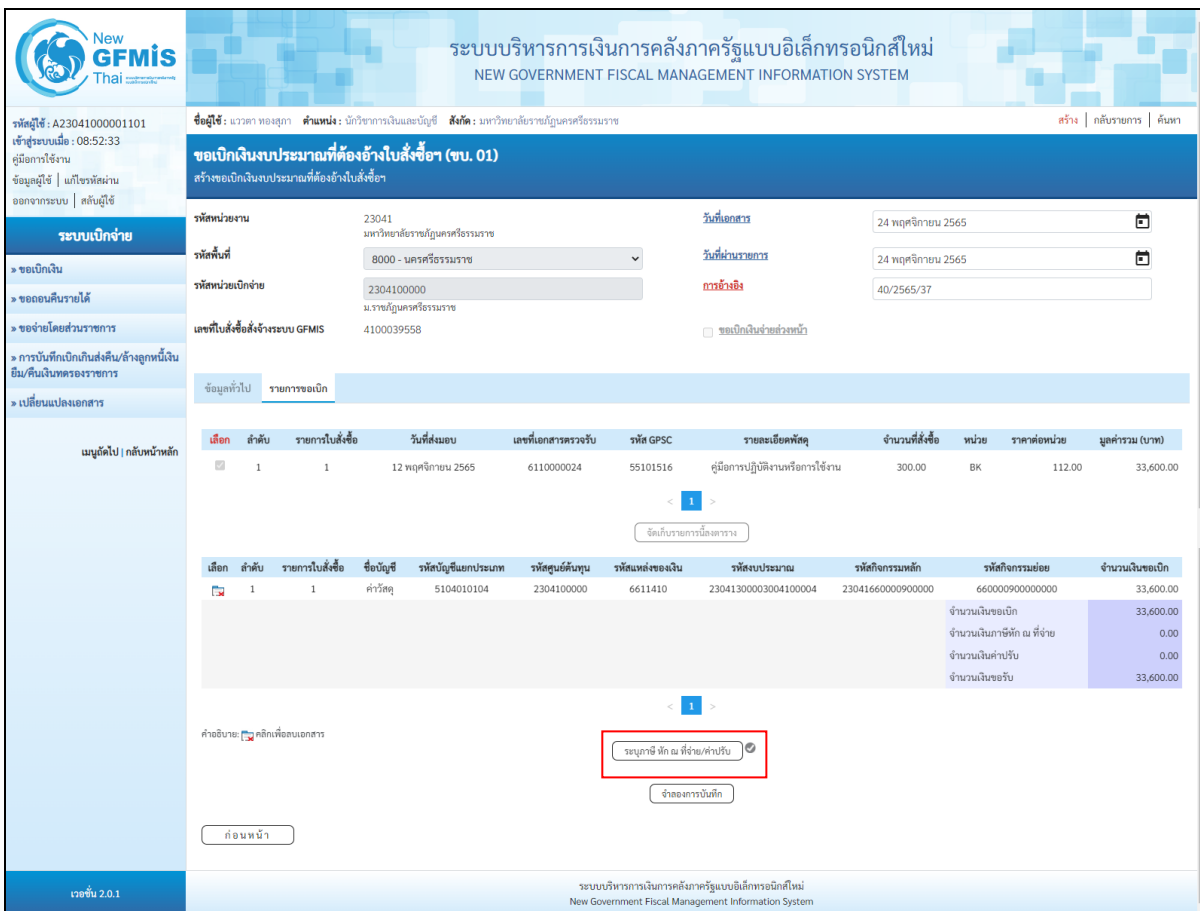 New
GFMiS
Thai
ระบบบริหารการเงินการคลังภาครัฐแบบอิเล็กทรอนิกส์ใหม่
NEW GOVERNMENT FISCAL MANAGEMENT INFORMATION SYSTEM
รหัสผู้ใช้ : A23041000001101
เข้าสู่ระบบเมื่อ : 08:52:33
คู่มือการใช้งาน
ข้อมูลผู้ใช้ | แก้ไขรหัสผ่าน
ออกจากระบบ | สลับผู้ใช้
ระบบเบิกจ่าย
» ขอเบิกเงิน
» ขอถอนคืนรายได้
» ขอจ่ายโดยส่วนราชการ
» การบันทึกเบิกเกินส่งคืน/ล้างลูกหนี้เงิน
ยืม/คืนเงินทดรองราชการ
» เปลี่ยนแปลงเอกสาร
เมนูถัดไป | กลับหน้าหลัก
เวอชั่น 2.0.1
ชื่อผู้ใช้ : แววตา ทองสุภา ตำแหน่ง : นักวิชาการเงินและบัญชี สังกัด : มหาวิทยาลัยราชภัฏนครศรีธรรมราช สร้าง | กลับรายการ | ค้นหา
ขอเบิกเงินงบประมาณที่ต้องอ้างใบสั่งซื้อฯ (ขบ. 01)
สร้างขอเบิกเงินงบประมาณที่ต้องอ้างใบสั่งซื้อฯ
รหัสหน่วยงาน 23041 วันที่เอกสาร 24 พฤศจิกายน 2565
มหาวิทยาลัยราชภัฏนครศรีธรรมราช
รหัสพื้นที่ 8000 - นครศรีธรรมราช วันที่ผ่านรายการ 24 พฤศจิกายน 2565
รหัสหน่วยเบิกจ่าย 2304100000 การอ้างอิง 40/2565/37
ม.ราชภัฏนครศรีธรรมราช
เลขที่ใบสั่งซื้อสั่งจ้างระบบ GFMIS 4100039558 ขอเบิกเงินจ่ายล่วงหน้า
ข้อมูลทั่วไป รายการขอเบิก
เลือก ลำดับ รายการใบสั่งซื้อ วันที่ส่งมอบ เลขที่เอกสารตรวจรับ รหัส GPSC รายละเอียดพัสดุ จำนวนที่สั่งซื้อ หน่วย ราคาต่อหน่วย มูลค่ารวม (บาท)
1 1 12 พฤศจิกายน 2565 6110000024 55101516 คู่มือการปฏิบัติงานหรือการใช้งาน 300.00 BK 112.00 33,600.00
< 1 >
จัดเก็บรายการนี้ลงตาราง
เลือก ลำดับ รายการใบสั่งซื้อ ชื่อบัญชี รหัสบัญชีแยกประเภท รหัสศูนย์ต้นทุน รหัสแหล่งของเงิน รหัสงบประมาณ รหัสกิจกรรมหลัก รหัสกิจกรรมย่อย จำนวนเงินขอเบิก
1 1 ค่าวัสดุ 5104010104 2304100000 6611410 23041300003004100004 23041660000900000 660000900000000 33,600.00
จำนวนเงินขอเบิก 33,600.00
จำนวนเงินภาษีหัก ณ ที่จ่าย 0.00
จำนวนเงินค่าปรับ 0.00
จำนวนเงินขอรับ 33,600.00
< 1 >
คำอธิบาย: คลิกเพื่อลบเอกสาร
ระบุภาษี หัก ณ ที่จ่าย/ค่าปรับ
จำลองการบันทึก
ก่อนหน้า
ระบบบริหารการเงินการคลังภาครัฐแบบอิเล็กทรอนิกส์ใหม่
New Government Fiscal Management Information System